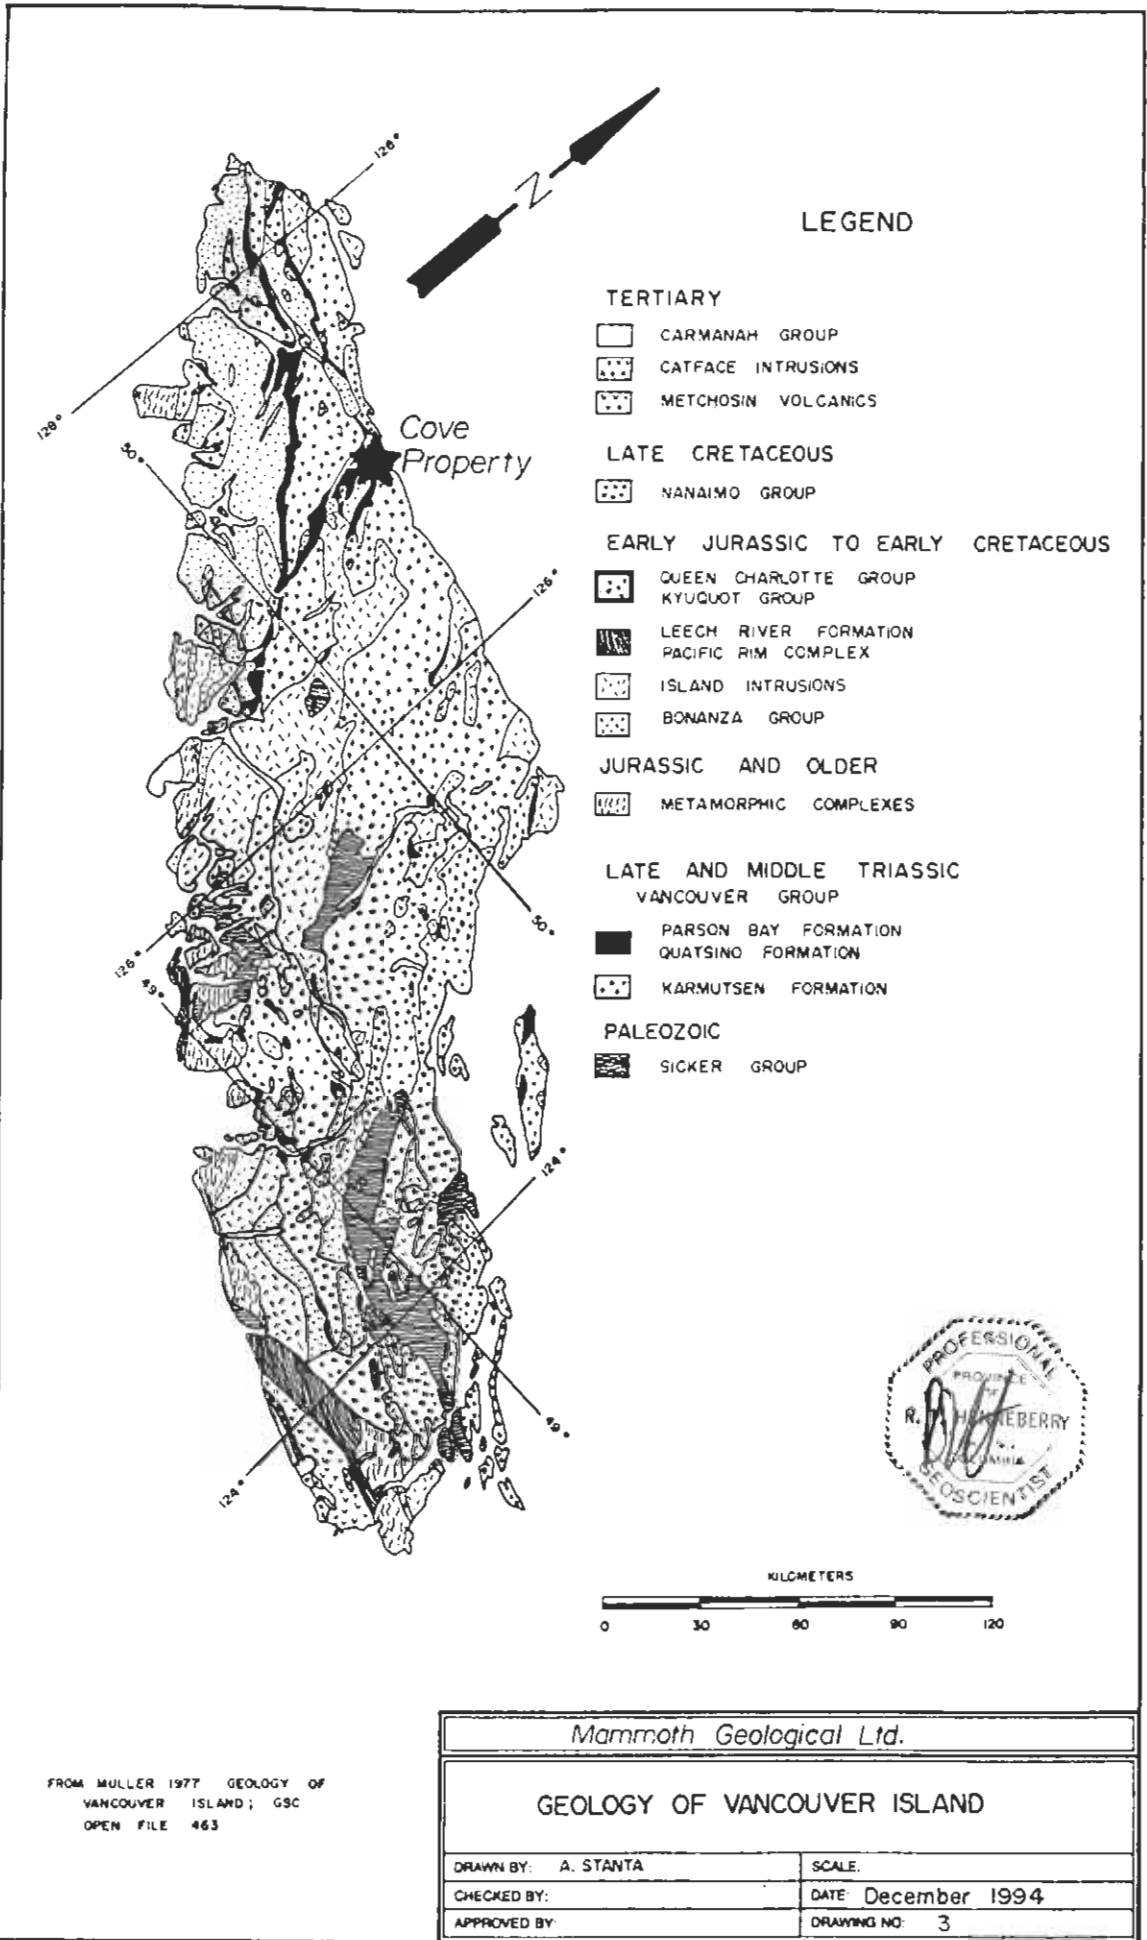 N
128°
128°
50°
Cove
Property
126°
126°
49°
50°
124°
49°
124°
LEGEND
TERTIARY
CARMANAH GROUP
CATFACE INTRUSIONS
METCHOSIN VOLCANICS
LATE CRETACEOUS
NANAIMO GROUP
EARLY JURASSIC TO EARLY CRETACEOUS
QUEEN CHARLOTTE GROUP
KYUQUOT GROUP
LEECH RIVER FORMATION
PACIFIC RIM COMPLEX
ISLAND INTRUSIONS
BONANZA GROUP
JURASSIC AND OLDER
METAMORPHIC COMPLEXES
LATE AND MIDDLE TRIASSIC
VANCOUVER GROUP
PARSON BAY FORMATION
QUATSINO FORMATION
KARMUTSEN FORMATION
PALEOZOIC
SICKER GROUP
PROFESSIONAL
PROVINCE
OF
R. HENNEBERRY
COLUMBIA
GEOSCIENTIST
KILOMETERS
0 30 60 90 120
Mammoth Geological Ltd.
FROM MULLER 1977 GEOLOGY OF
VANCOUVER ISLAND; GSC
OPEN FILE 463
GEOLOGY OF VANCOUVER ISLAND
DRAWN BY: A. STANTA
SCALE.
CHECKED BY:
DATE: December 1994
APPROVED BY:
DRAWING NO: 3